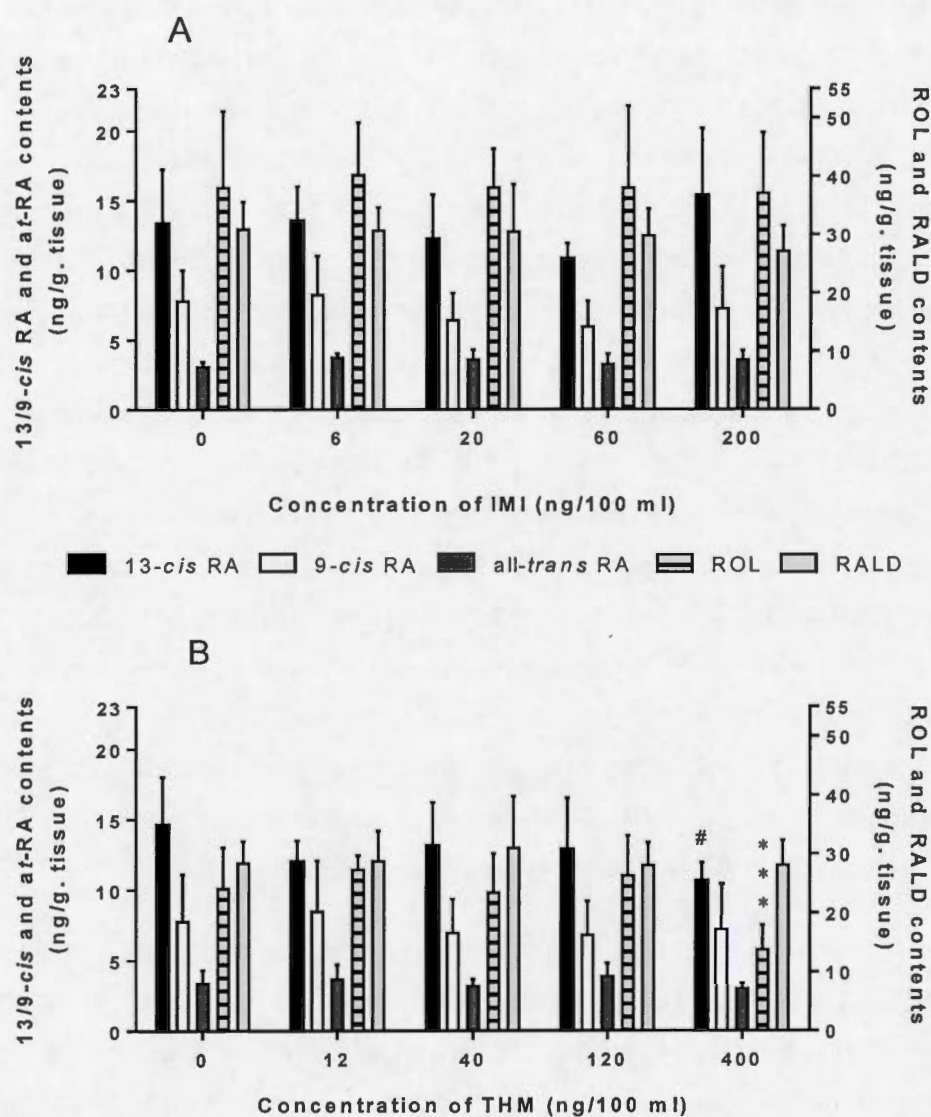 A
13/9-cis RA and at-RA contents
(ng/g. tissue)
23
20
15
10
5
0
55
50
40
30
20
10
0
ROL and RALD contents
(ng/g. tissue)
0 6 20 60 200
Concentration of IMI (ng/100 ml)
13-cis RA 9-cis RA all-trans RA ROL RALD
B
13/9-cis and at-RA contents
(ng/g. tissue)
23
20
15
10
5
0
55
50
40
30
20
10
0
ROL and RALD contents
(ng/g. tissue)
#
*
*
*
0 12 40 120 400
Concentration of THM (ng/100 ml)